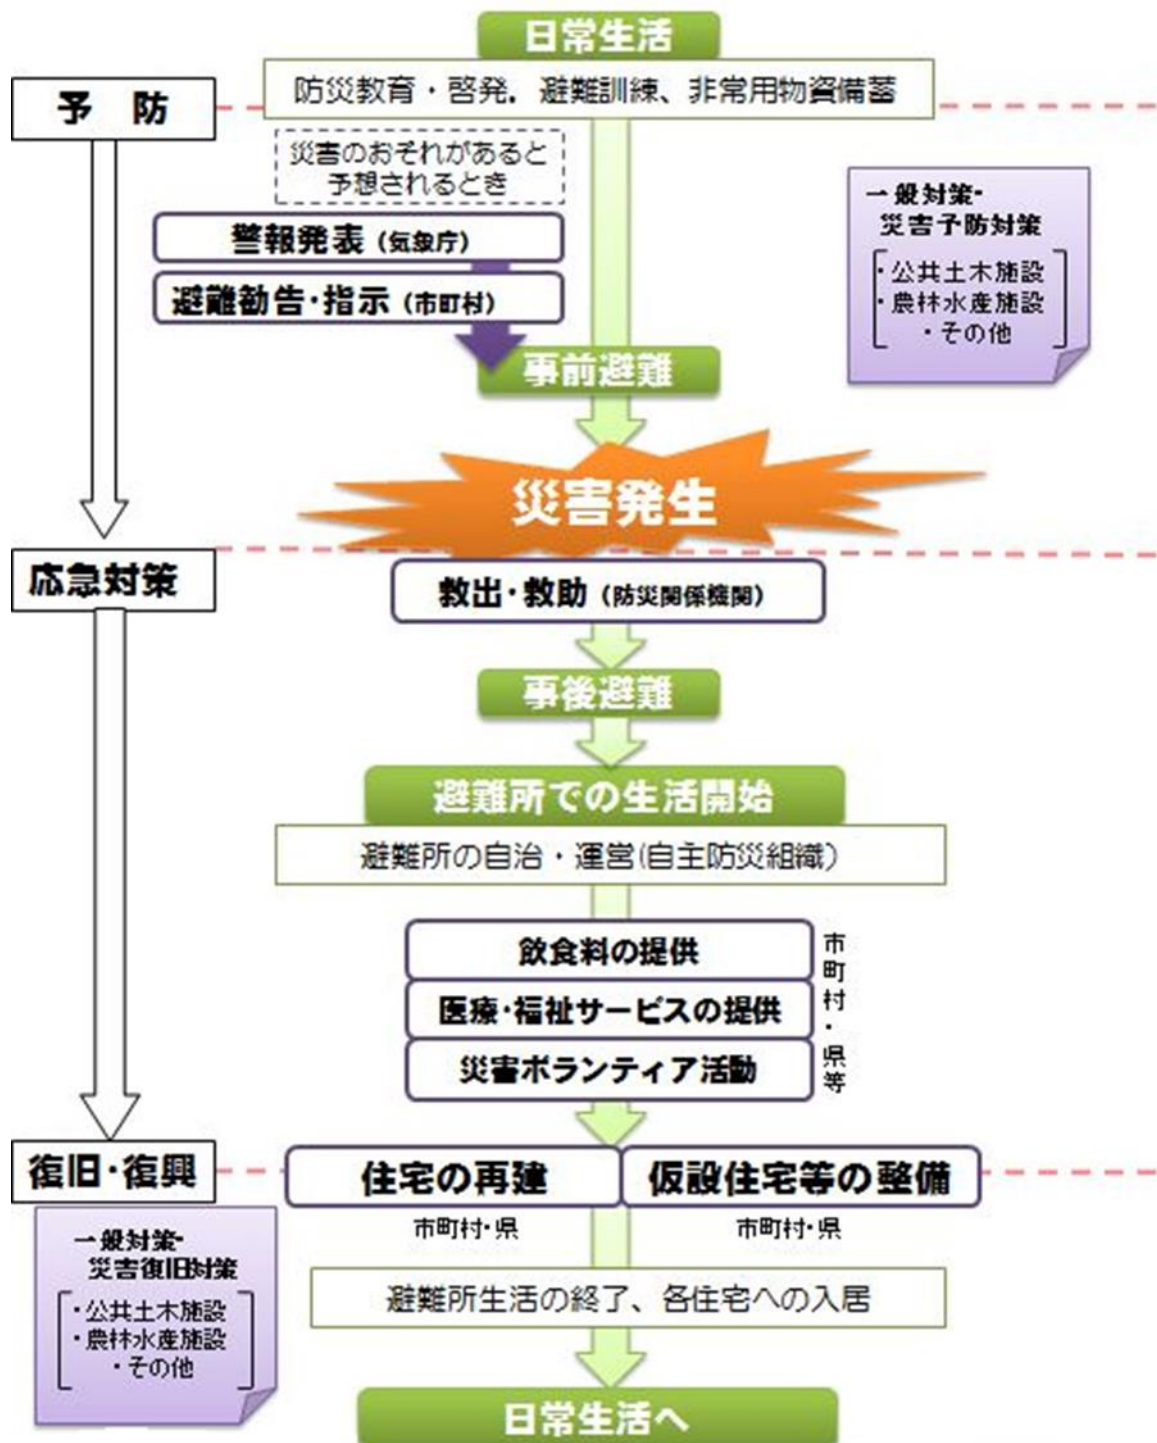 日常生活
防災教育・啓発．避難訓練、非常用物資備蓄
予 防
災害のおそれがあると
予想されるとき
警報発表（気象庁）
避難勧告・指示（市町村）
一般対策・
災害予防対策
・公共土木施設
・農林水産施設
・その他
事前避難
災害発生
応急対策
救出・救助（防災関係機関）
事後避難
避難所での生活開始
避難所の自治・運営(自主防災組織)
飲食料の提供
医療・福祉サービスの提供
災害ボランティア活動
市町村・県等
復旧・復興
住宅の再建
仮設住宅等の整備
市町村・県
市町村・県
一般対策・
災害復旧対策
・公共土木施設
・農林水産施設
・その他
避難所生活の終了、各住宅への入居
日常生活へ